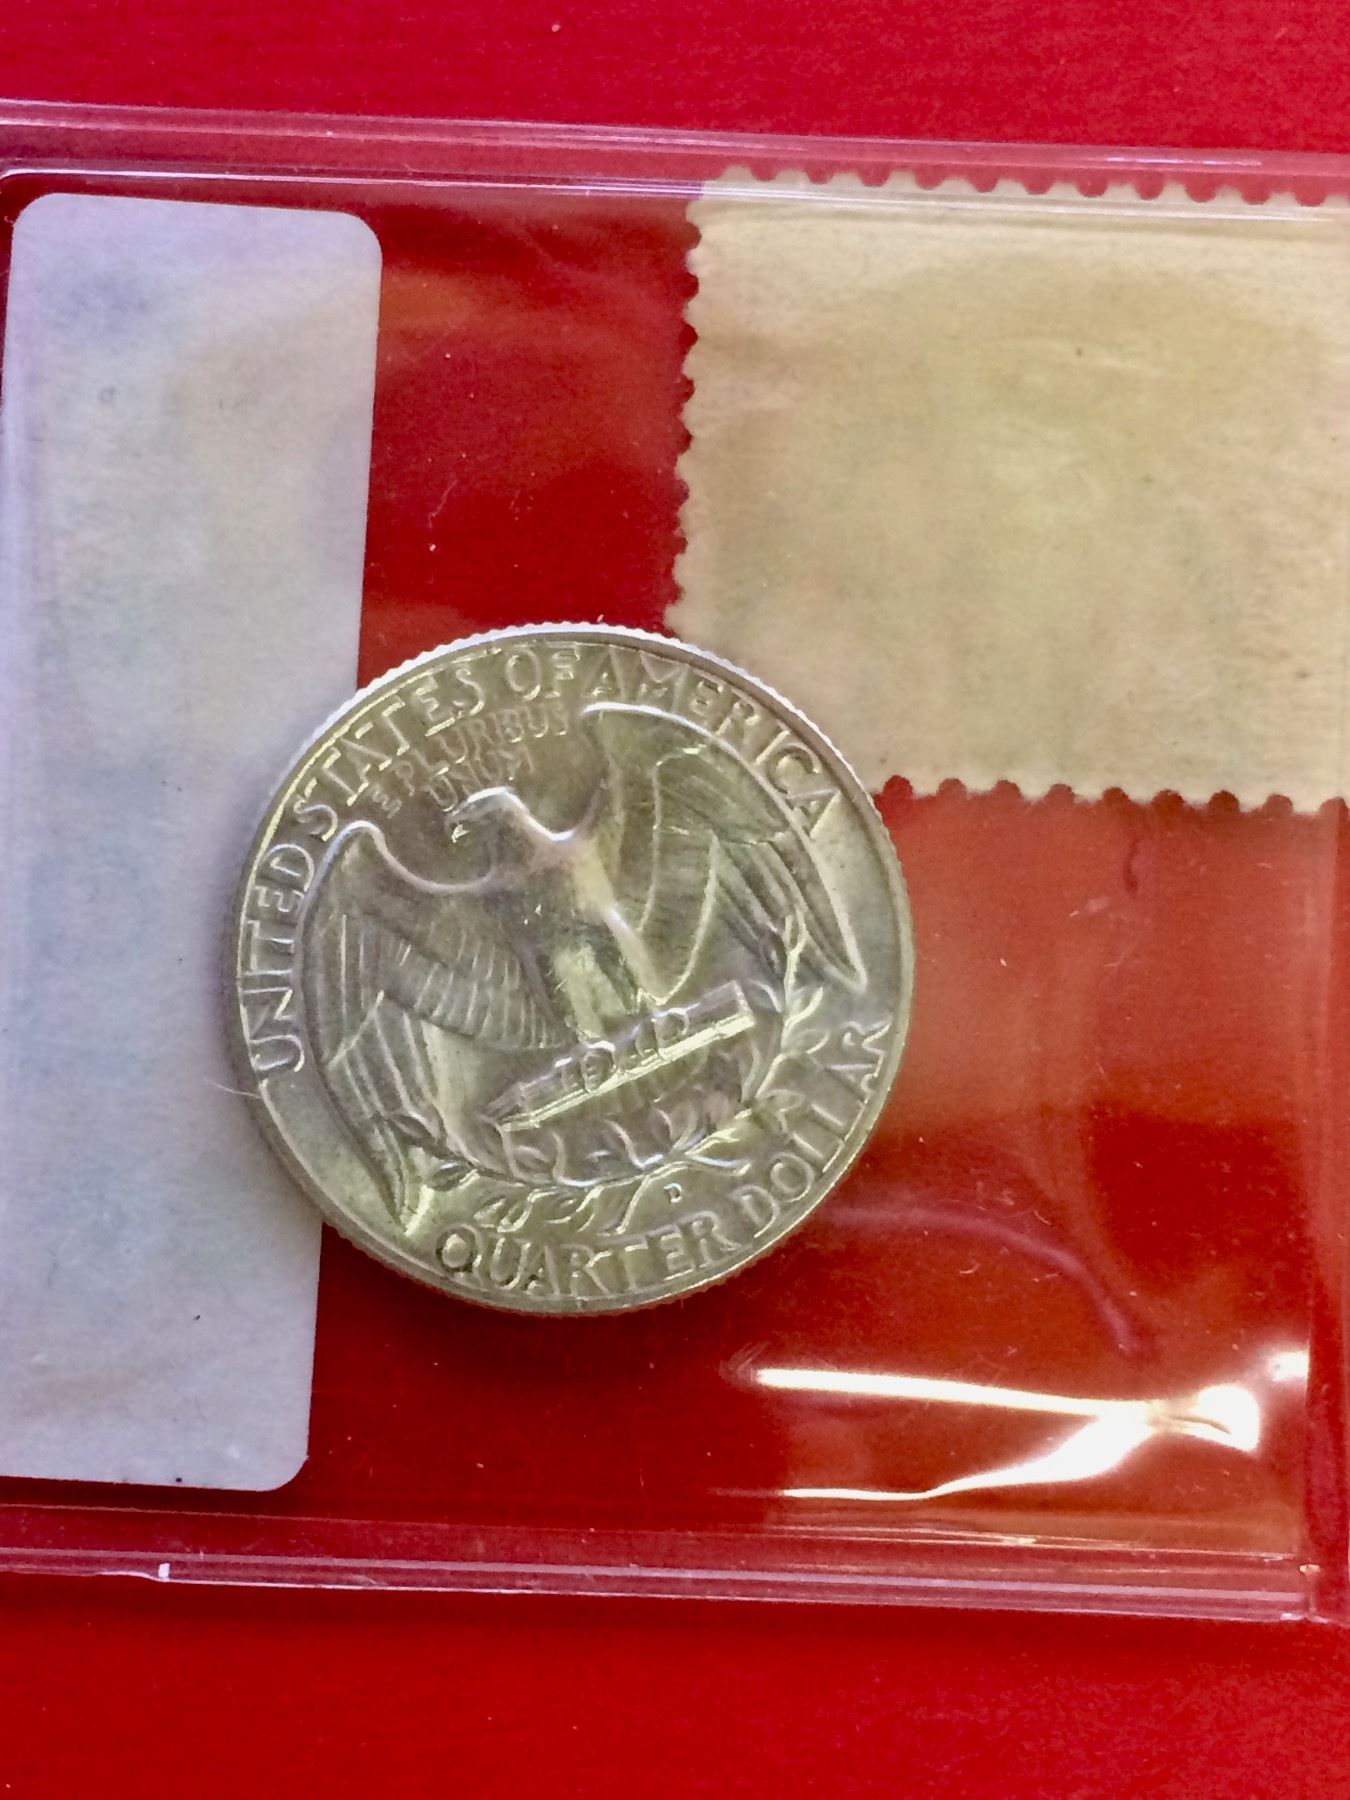 UNITED STATES OF AMERICA
E PLURIBUS
UNUM
D
QUARTER DOLLAR